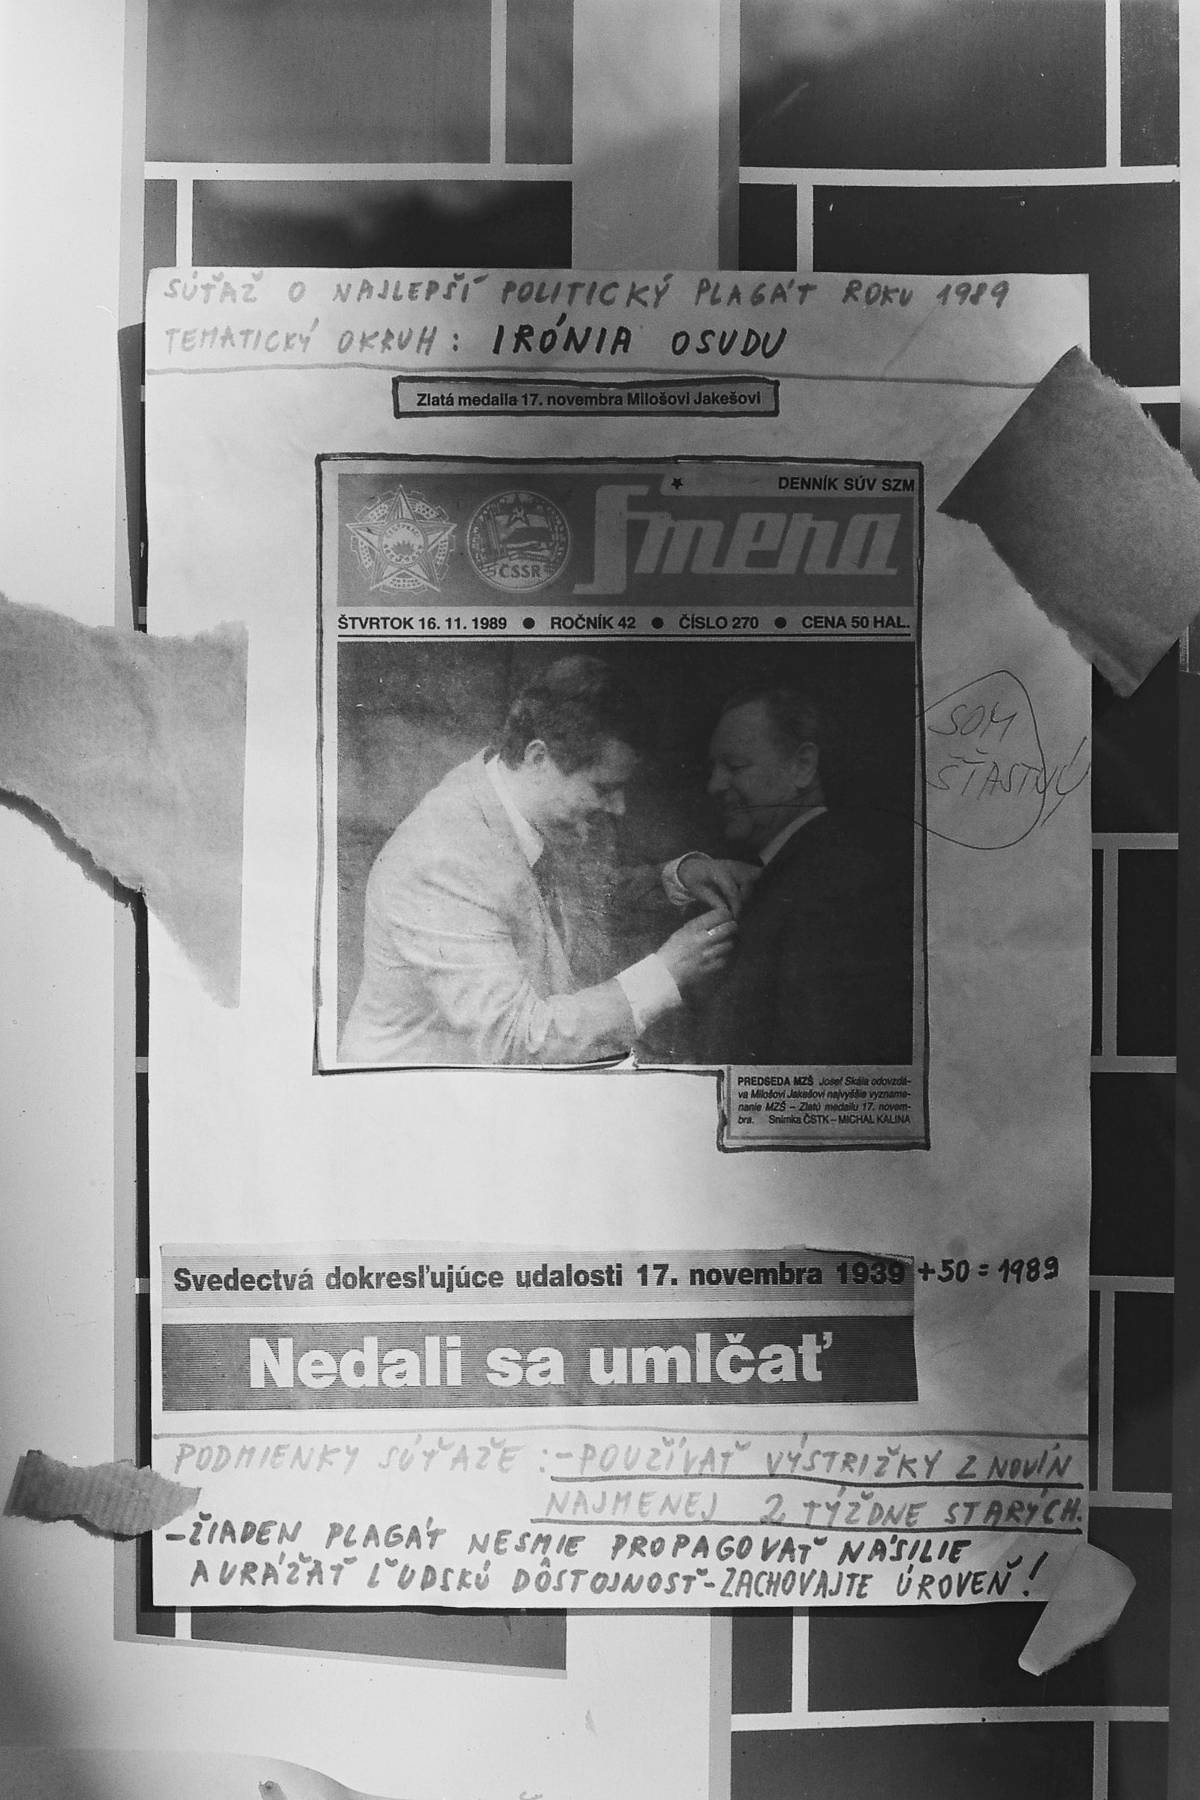 SÚŤAŽ O NAJLEPŠÍ POLITICKÝ PLAGÁT ROKU 1989
TEMATICKÝ OKRUH: IRÓNIA OSUDU
Zlatá medaila 17. novembra Milošovi Jakešovi
DENNÍK SÚV SZM
Smena
ČSSR
ŠTVRTOK 16. 11. 1989 ● ROČNÍK 42 ● ČÍSLO 270 ● CENA 50 HAL.
SOM
ŠŤASTNÝ
PREDSEDA MZŠ Josef Skála odovzdá-
va Milošovi Jakešovi najvyššie vyzname-
nanie MZŠ – Zlatú medailu 17. novem-
bra. Snímka ČSTK – MICHAL KALINA
Svedectvá dokresľujúce udalosti 17. novembra 1939 +50 = 1989
Nedali sa umlčať
PODMIENKY SÚŤAŽE: - POUŽÍVAŤ VÝSTRIŽKY Z NOVÍN
NAJMENEJ 2 TÝŽDNE STARÝCH.
- ŽIADEN PLAGÁT NESMIE PROPAGOVAŤ NÁSILIE
A URÁŽAŤ ĽUDSKÚ DÔSTOJNOSŤ - ZACHOVAJTE ÚROVEŇ!